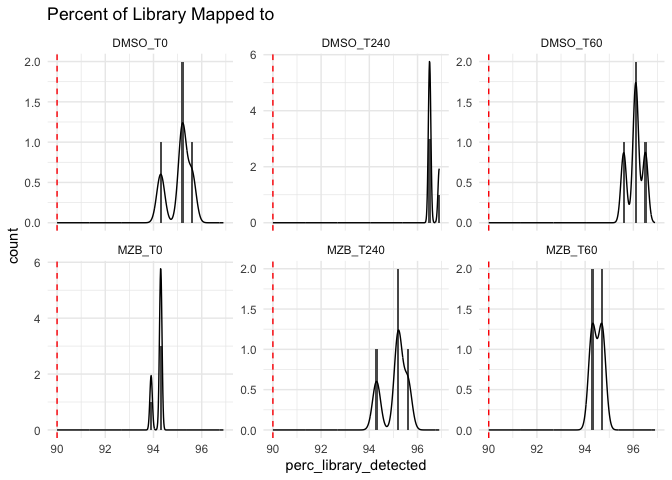 Percent of Library Mapped to
DMSO_T0 DMSO_T240 DMSO_T60
2.0 6 2.0
1.5 4 1.5
1.0 1.0
2
0.5 0.5
0.0 0 0.0
count
MZB_T0 MZB_T240 MZB_T60
6 2.0 2.0
4 1.5 1.5
1.0 1.0
2
0.5 0.5
0 0.0 0.0
90 92 94 96 90 92 94 96 90 92 94 96
perc_library_detected